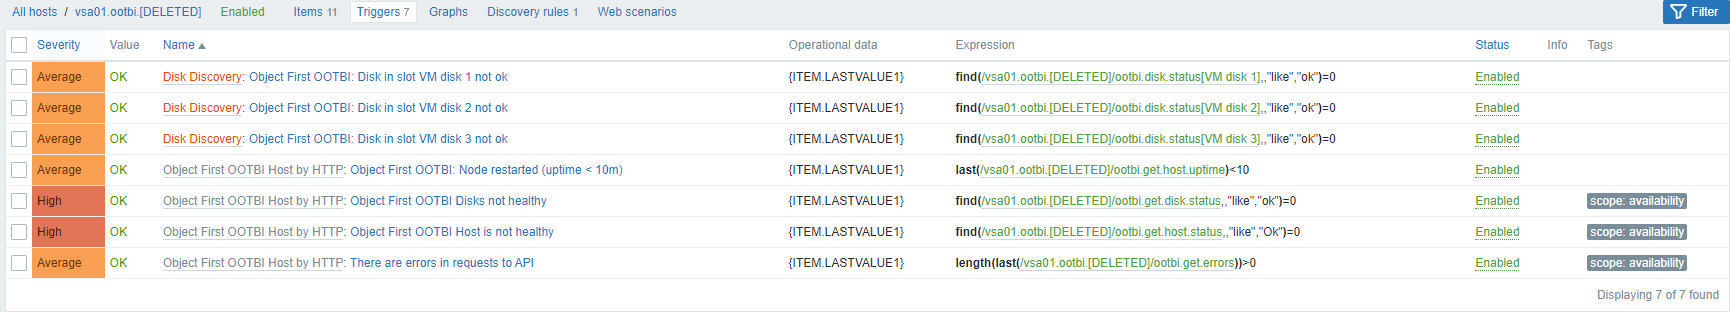 All hosts / vsa01.ootbi.[DELETED] Enabled Items 11 Triggers 7 Graphs Discovery rules 1 Web scenarios Filter
Severity Value Name Operational data Expression Status Info Tags
Average OK Disk Discovery: Object First OOTBI: Disk in slot VM disk 1 not ok {ITEM.LASTVALUE1} find(/vsa01.ootbi.[DELETED]/ootbi.disk.status[VM disk 1],,"like","ok")=0 Enabled
Average OK Disk Discovery: Object First OOTBI: Disk in slot VM disk 2 not ok {ITEM.LASTVALUE1} find(/vsa01.ootbi.[DELETED]/ootbi.disk.status[VM disk 2],,"like","ok")=0 Enabled
Average OK Disk Discovery: Object First OOTBI: Disk in slot VM disk 3 not ok {ITEM.LASTVALUE1} find(/vsa01.ootbi.[DELETED]/ootbi.disk.status[VM disk 3],,"like","ok")=0 Enabled
Average OK Object First OOTBI Host by HTTP: Object First OOTBI: Node restarted (uptime < 10m) {ITEM.LASTVALUE1} last(/vsa01.ootbi.[DELETED]/ootbi.get.host.uptime)<10 Enabled
High OK Object First OOTBI Host by HTTP: Object First OOTBI Disks not healthy {ITEM.LASTVALUE1} find(/vsa01.ootbi.[DELETED]/ootbi.get.disk.status,,"like","ok")=0 Enabled scope: availability
High OK Object First OOTBI Host by HTTP: Object First OOTBI Host is not healthy {ITEM.LASTVALUE1} find(/vsa01.ootbi.[DELETED]/ootbi.get.host.status,,"like","Ok")=0 Enabled scope: availability
Average OK Object First OOTBI Host by HTTP: There are errors in requests to API {ITEM.LASTVALUE1} length(last(/vsa01.ootbi.[DELETED]/ootbi.get.errors))>0 Enabled scope: availability
Displaying 7 of 7 found